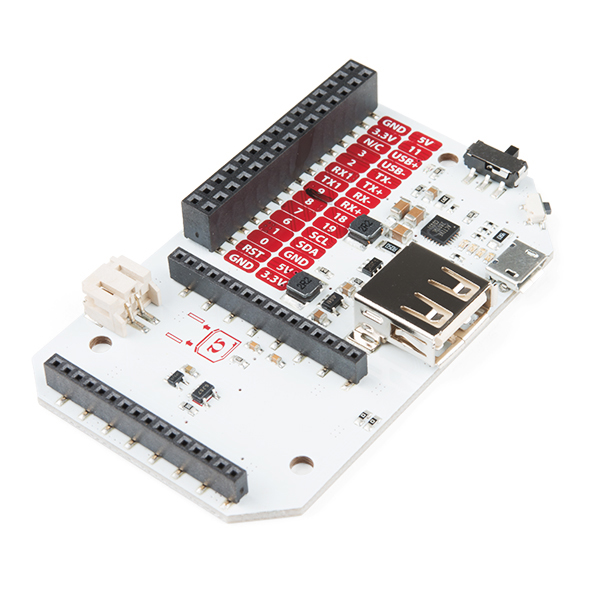 GND 5V
3.3V 11
N/C USB+
3 USB-
2 TX-
RX1 TX+
TX1 RX-
9 RX+
8 18
7 19
6 SCL
1 SDA
0 GND
RST 5V
GND 3.3V